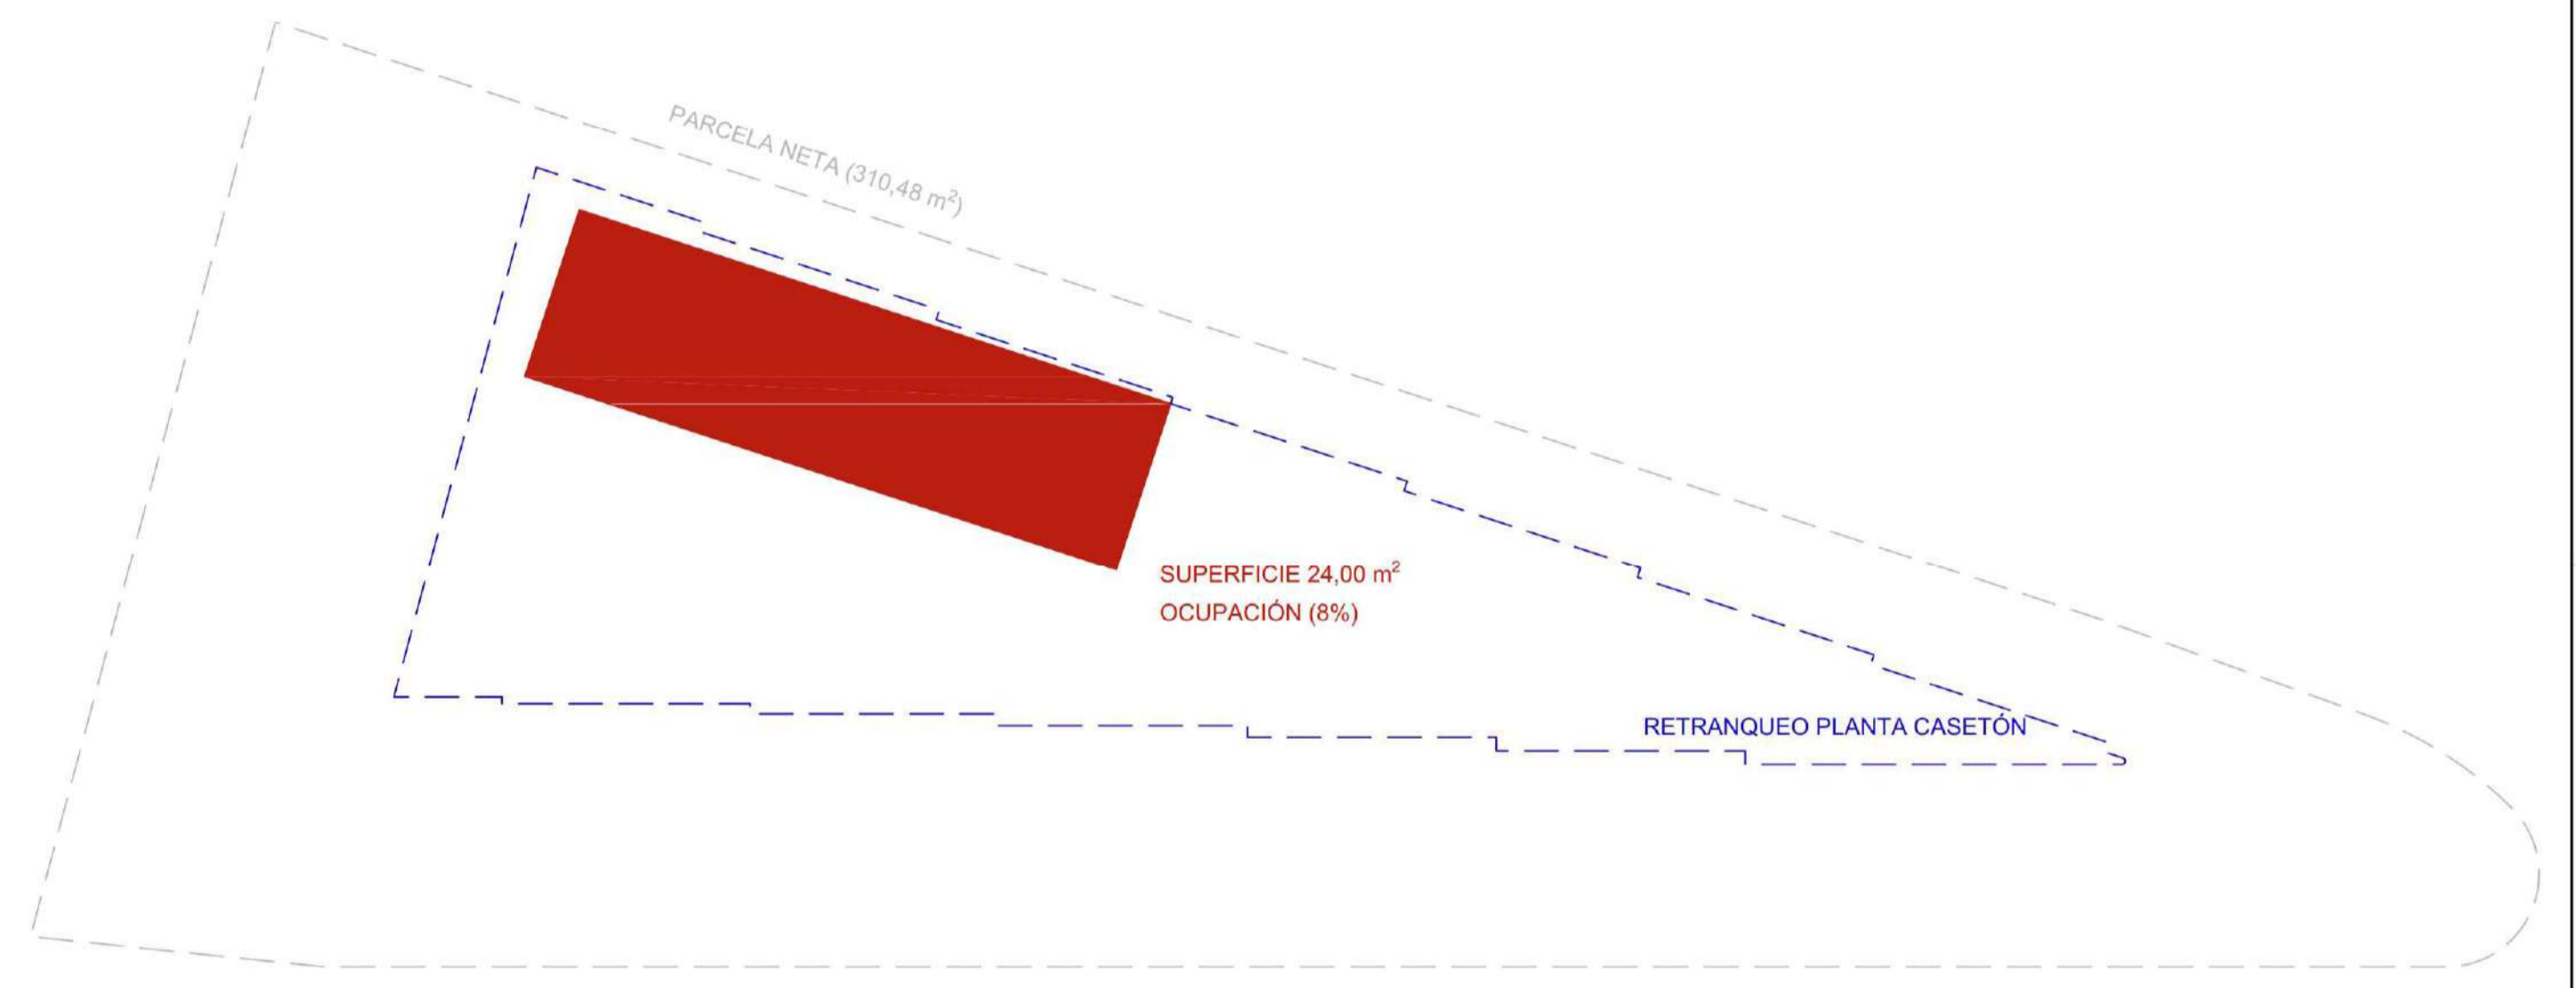 PARCELA NETA (310,48 m²)
SUPERFICIE 24,00 m²
OCUPACIÓN (8%)
RETRANQUEO PLANTA CASETÓN